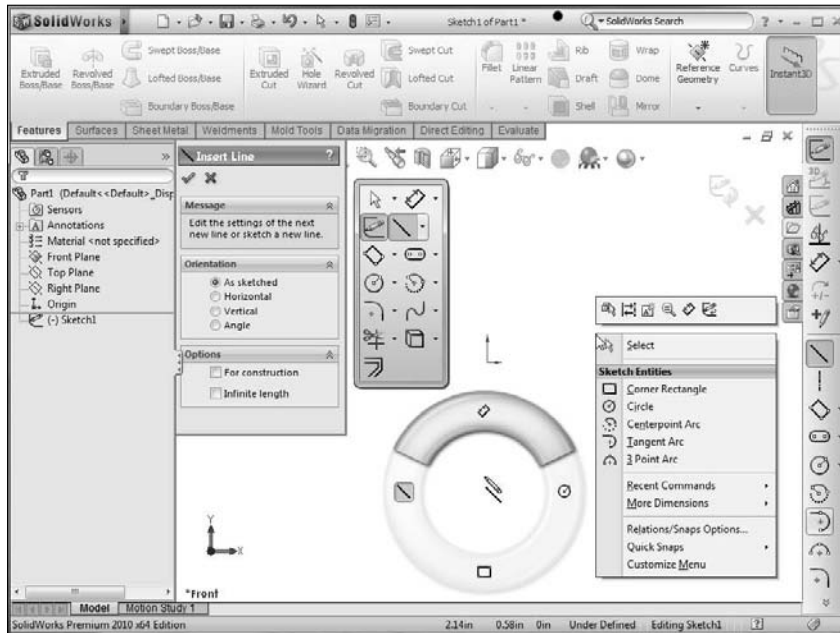 SolidWorks
Sketch1 of Part1 *
SolidWorks Search
Extruded Boss/Base
Revolved Boss/Base
Swept Boss/Base
Lofted Boss/Base
Boundary Boss/Base
Extruded Cut
Hole Wizard
Revolved Cut
Swept Cut
Lofted Cut
Boundary Cut
Fillet
Linear Pattern
Rib
Draft
Shell
Wrap
Dome
Mirror
Reference Geometry
Curves
Instant3D
Features
Surfaces
Sheet Metal
Weldments
Mold Tools
Data Migration
Direct Editing
Evaluate
Part1 (Default<<Default>_Disp
Sensors
Annotations
Material <not specified>
Front Plane
Top Plane
Right Plane
Origin
(-) Sketch1
Insert Line
?
Message
Edit the settings of the next
new line or sketch a new line.
Orientation
As sketched
Horizontal
Vertical
Angle
Options
For construction
Infinite length
Select
Sketch Entities
Corner Rectangle
Circle
Centerpoint Arc
Tangent Arc
3 Point Arc
Recent Commands
More Dimensions
Relations/Snaps Options...
Quick Snaps
Customize Menu
3D
Y
X
*Front
Model
Motion Study 1
SolidWorks Premium 2010 x64 Edition
2.14in
0.58in
0in
Under Defined
Editing Sketch1
?